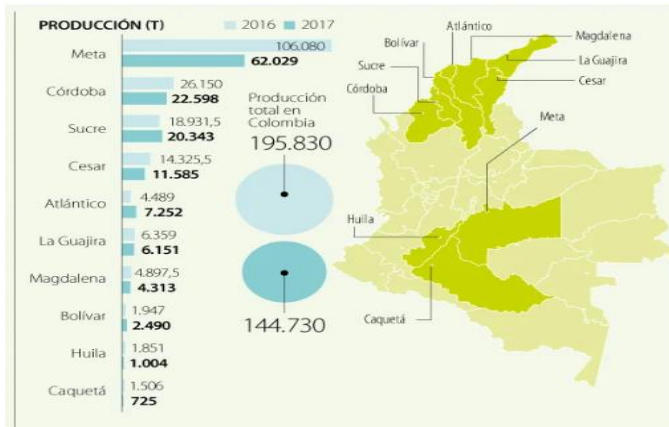 PRODUCCIÓN (T)
2016
2017
Meta
106.080
62.029
Córdoba
26.150
22.598
Sucre
18.931,5
20.343
Cesar
14.325,5
11.585
Atlántico
4.489
7.252
La Guajira
6.359
6.151
Magdalena
4.897,5
4.313
Bolívar
1.947
2.490
Huila
1.851
1.004
Caquetá
1.506
725
Producción
total en
Colombia
195.830
144.730
Atlántico
Magdalena
Bolívar
La Guajira
Sucre
Cesar
Córdoba
Meta
Huila
Caquetá